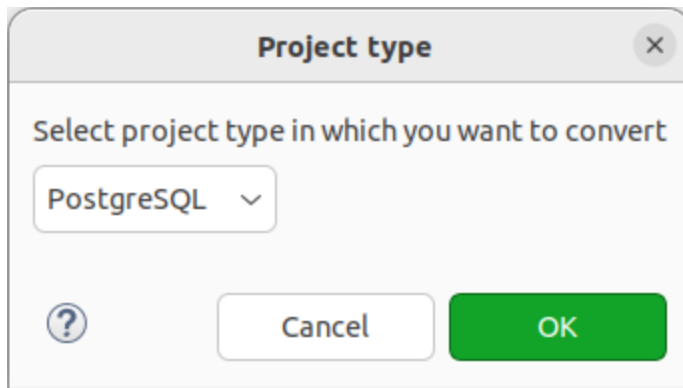 Project type
Select project type in which you want to convert
PostgreSQL
?
Cancel
OK